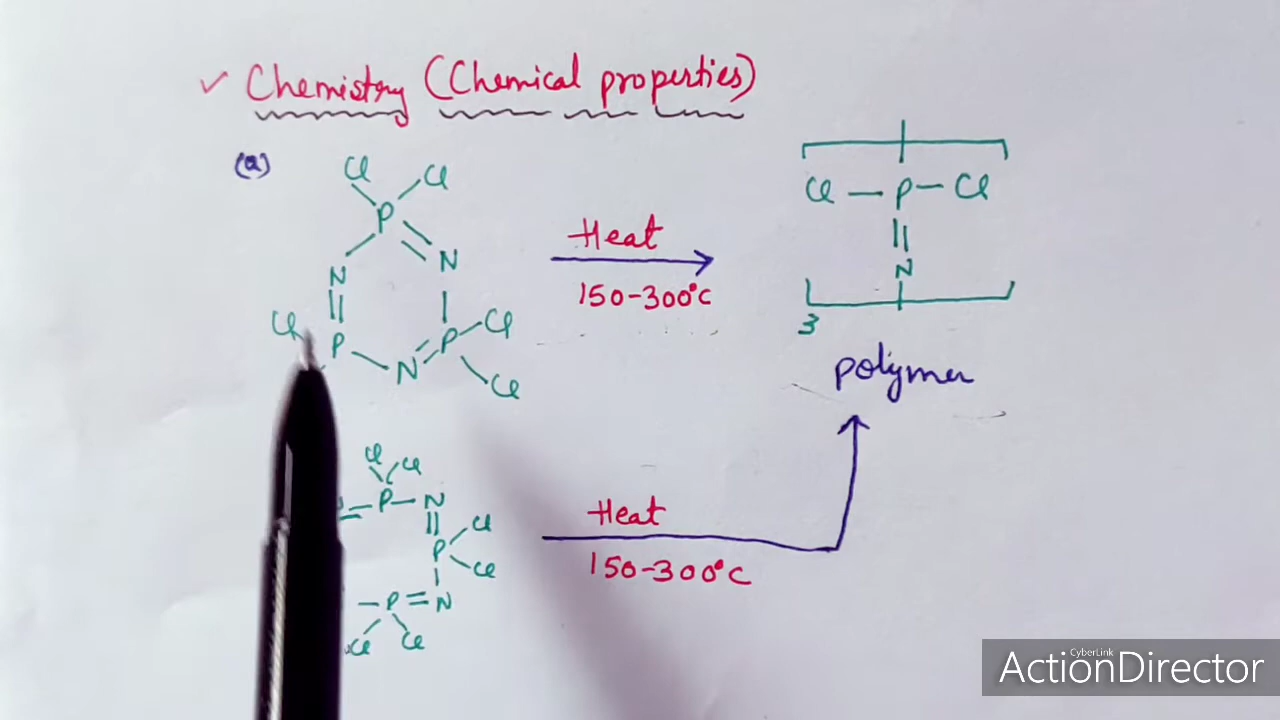 ✓ Chemistry (Chemical properties)
(a)
Cl Cl
P
N N
Cl P P Cl
N Cl
Heat
150-300°C
Cl — P — Cl
N
3
polymer
Cl Cl
P — N
P Cl
Cl
— P = N
Cl Cl
Heat
150-300°C
CyberLink
ActionDirector